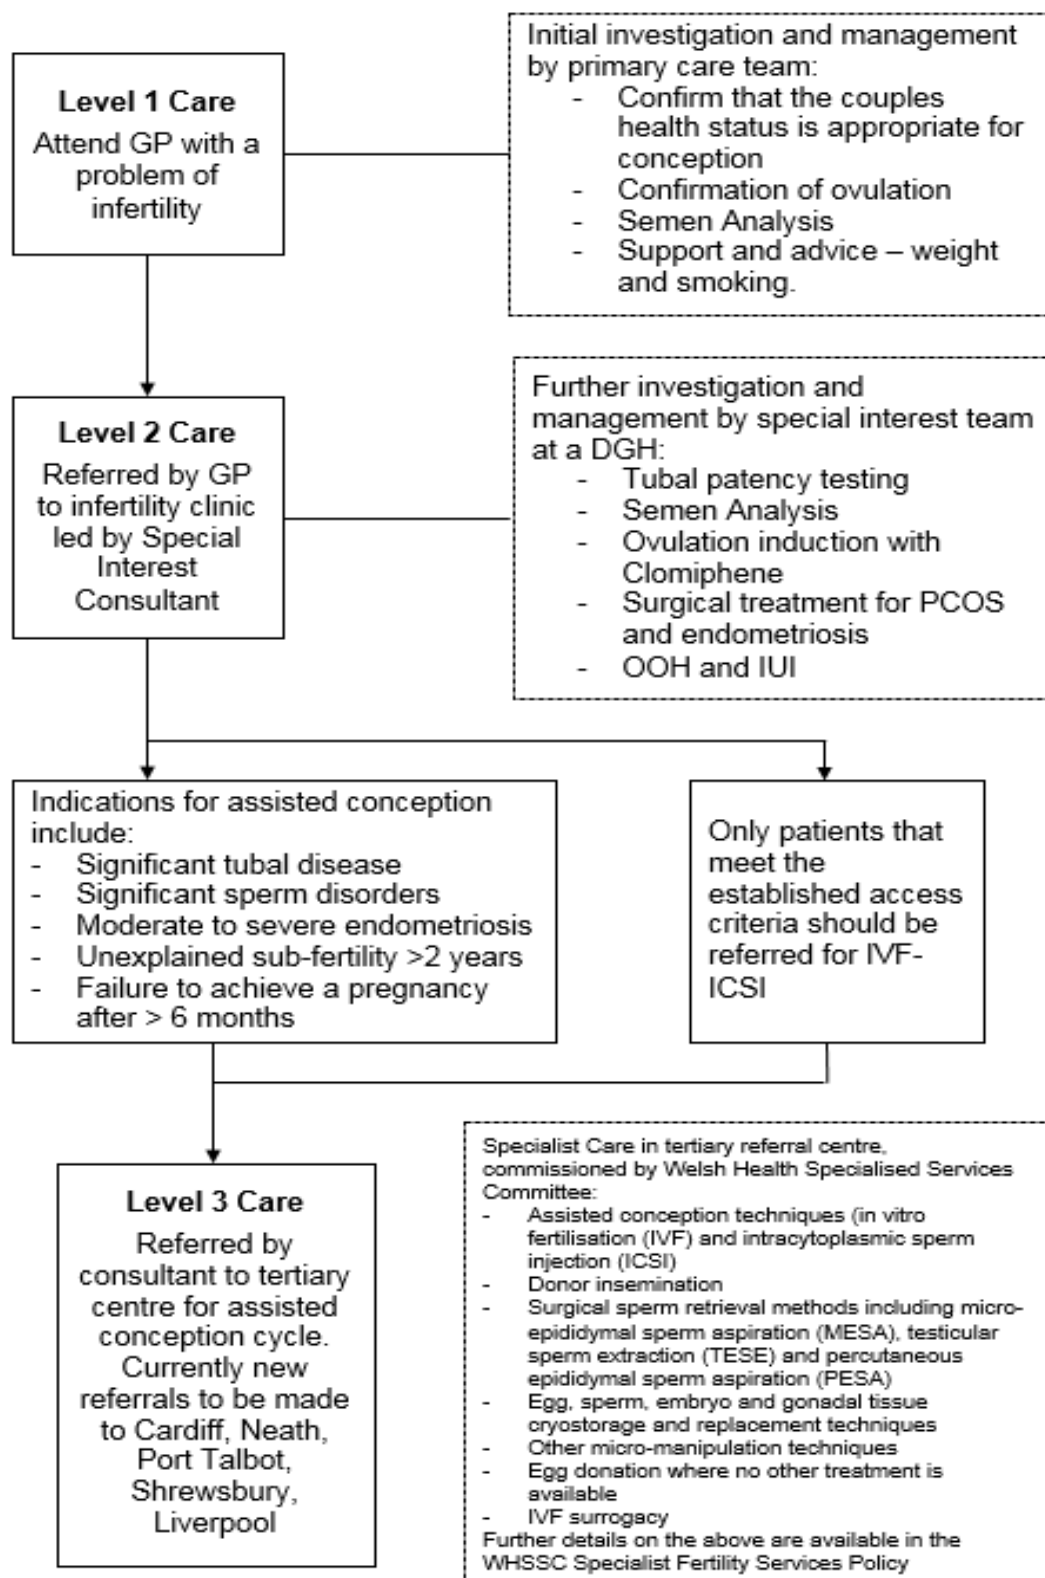 Level 1 Care
Attend GP with a
problem of
infertility
Initial investigation and management
by primary care team:
- Confirm that the couples
health status is appropriate for
conception
- Confirmation of ovulation
- Semen Analysis
- Support and advice – weight
and smoking.
Level 2 Care
Referred by GP
to infertility clinic
led by Special
Interest
Consultant
Further investigation and
management by special interest team
at a DGH:
- Tubal patency testing
- Semen Analysis
- Ovulation induction with
Clomiphene
- Surgical treatment for PCOS
and endometriosis
- OOH and IUI
Indications for assisted conception
include:
- Significant tubal disease
- Significant sperm disorders
- Moderate to severe endometriosis
- Unexplained sub-fertility >2 years
- Failure to achieve a pregnancy
after > 6 months
Only patients that
meet the
established access
criteria should be
referred for IVF-
ICSI
Level 3 Care
Referred by
consultant to tertiary
centre for assisted
conception cycle.
Currently new
referrals to be made
to Cardiff, Neath,
Port Talbot,
Shrewsbury,
Liverpool
Specialist Care in tertiary referral centre,
commissioned by Welsh Health Specialised Services
Committee:
- Assisted conception techniques (in vitro
fertilisation (IVF) and intracytoplasmic sperm
injection (ICSI)
- Donor insemination
- Surgical sperm retrieval methods including micro-
epididymal sperm aspiration (MESA), testicular
sperm extraction (TESE) and percutaneous
epididymal sperm aspiration (PESA)
- Egg, sperm, embryo and gonadal tissue
cryostorage and replacement techniques
- Other micro-manipulation techniques
- Egg donation where no other treatment is
available
- IVF surrogacy
Further details on the above are available in the
WHSSC Specialist Fertility Services Policy